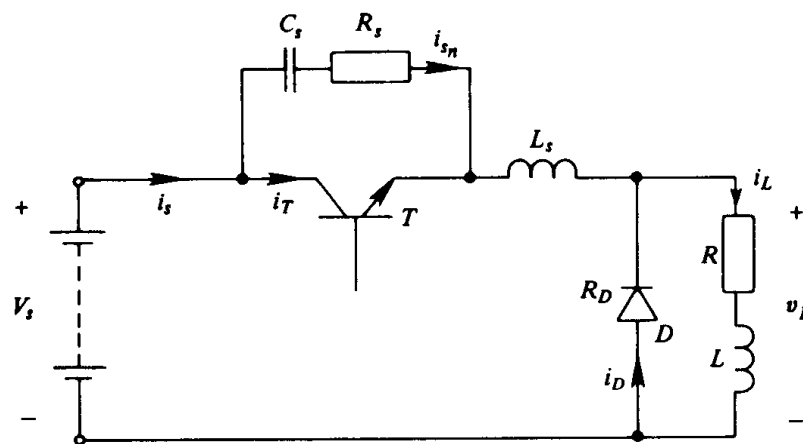 C_s R_s i_{s_n}
L_s
i_s i_T T i_L
+ +
V_s R_D D R v_L
i_D L
− −